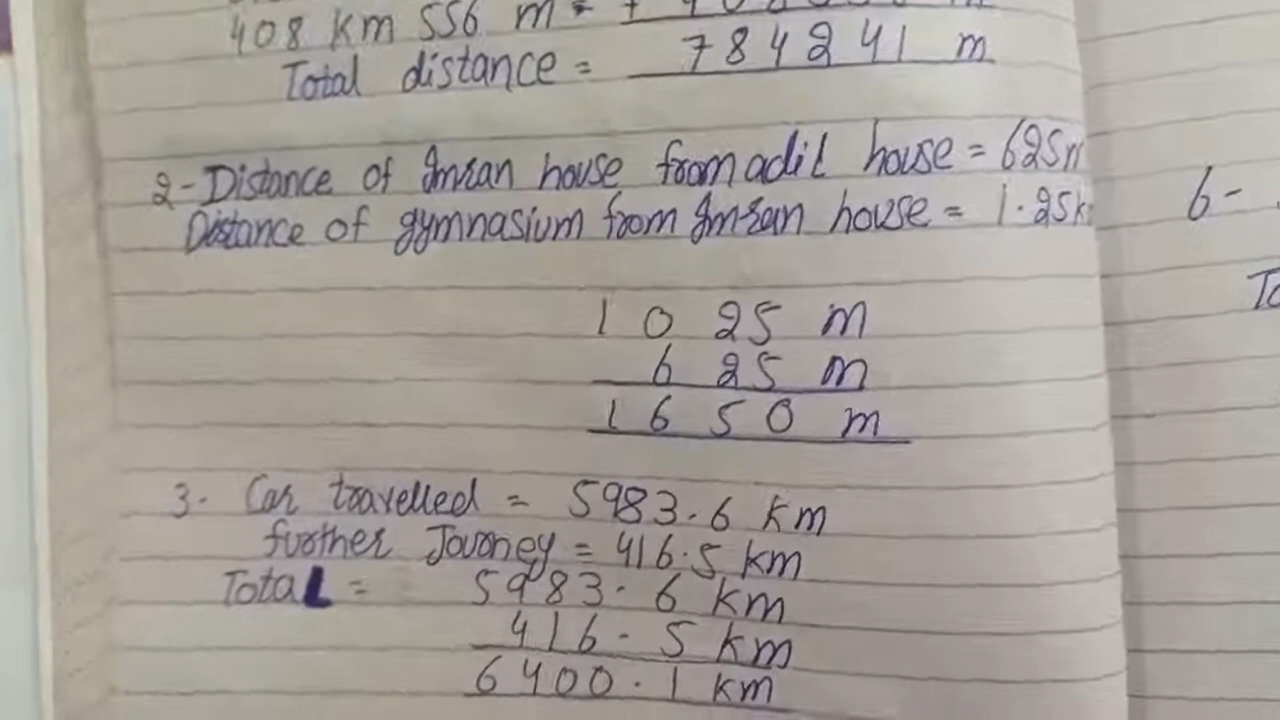 408 km 556 m = +
Total distance = 784241 m
2- Distance of Imran house from adil house = 625m
Distance of gymnasium from Imran house = 1.25k
1025 m
625 m
1650 m
3. Car travelled = 5983.6 km
further Journey = 416.5 km
Total = 5983.6 km
416.5 km
6400.1 km
6-
To